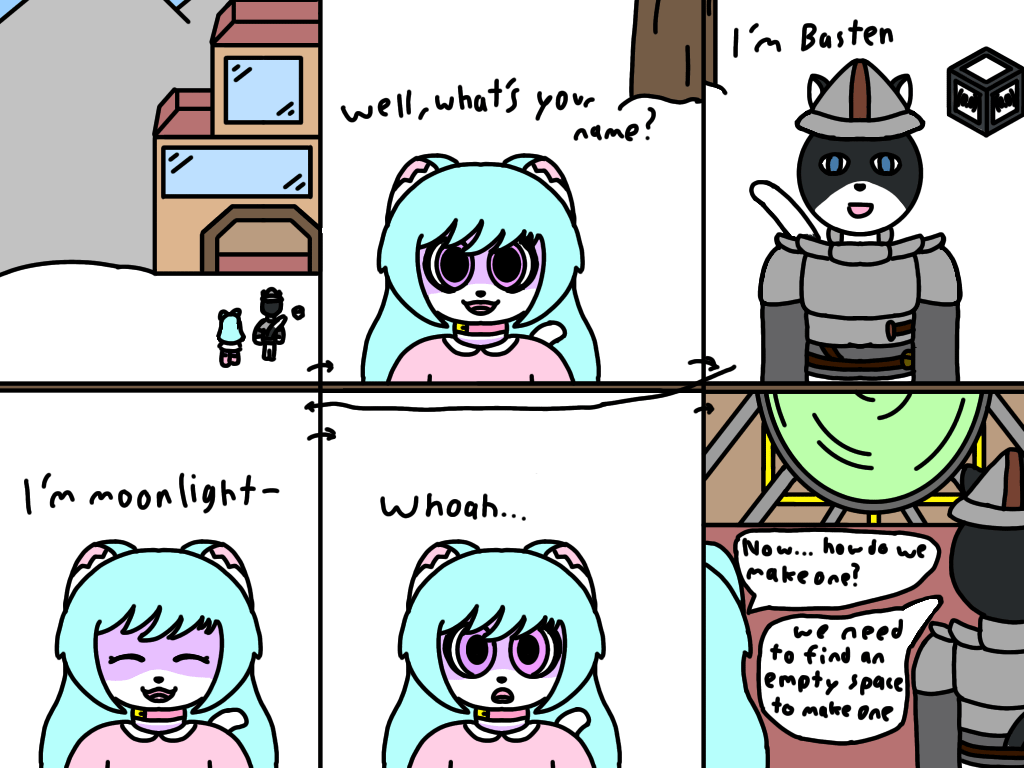 Well, what's your
name?
I'm Basten
I'm moonlight-
Whoah...
Now... how do we
make one?
we need
to find an
empty space
to make one